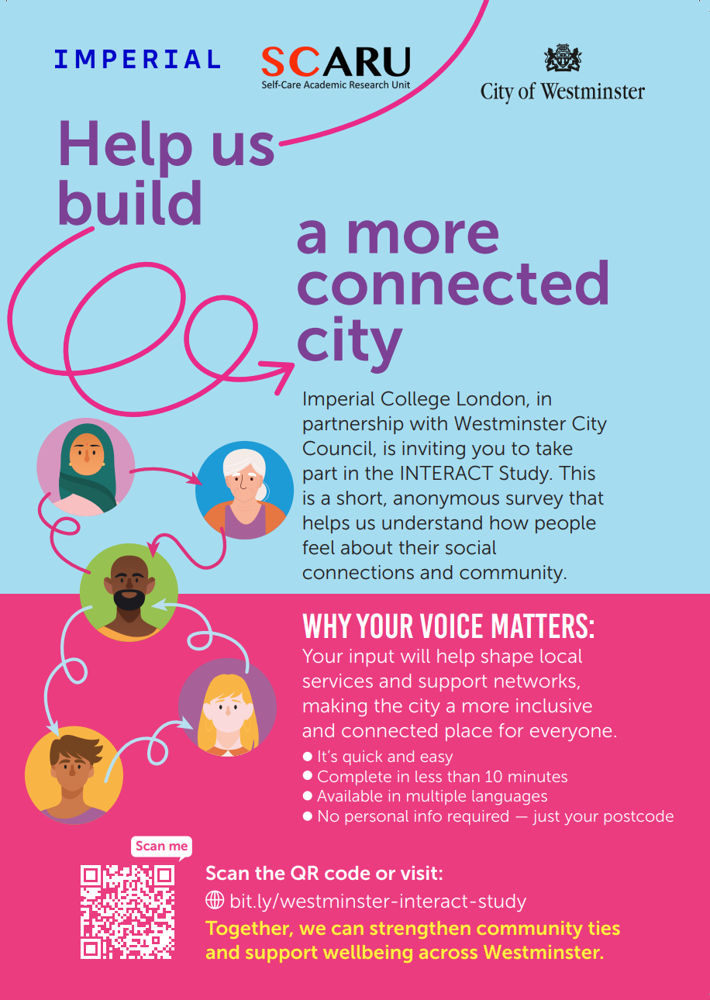 IMPERIAL
SCARU
Self-Care Academic Research Unit
City of Westminster
Help us
build
a more
connected
city
Imperial College London, in
partnership with Westminster City
Council, is inviting you to take
part in the INTERACT Study. This
is a short, anonymous survey that
helps us understand how people
feel about their social
connections and community.
WHY YOUR VOICE MATTERS:
Your input will help shape local
services and support networks,
making the city a more inclusive
and connected place for everyone.
● It's quick and easy
● Complete in less than 10 minutes
● Available in multiple languages
● No personal info required — just your postcode
Scan me
Scan the QR code or visit:
bit.ly/westminster-interact-study
Together, we can strengthen community ties
and support wellbeing across Westminster.